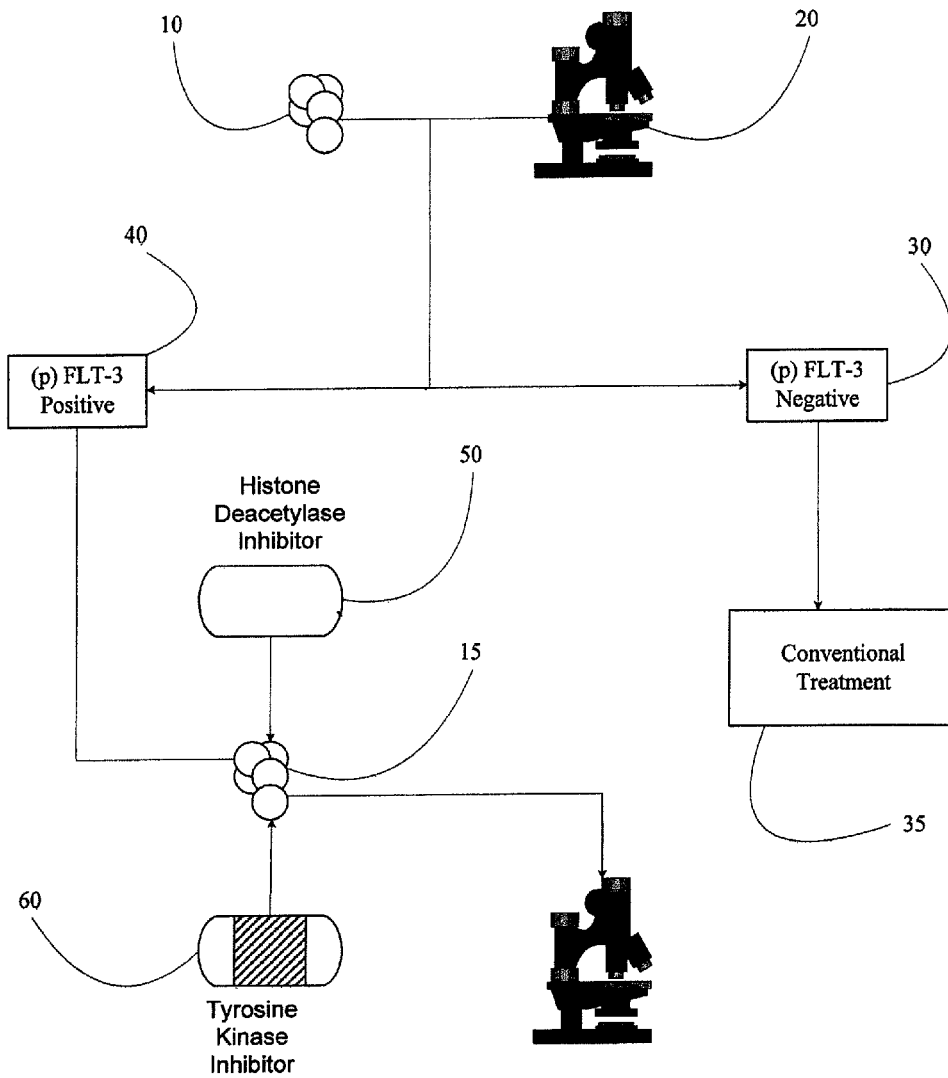 10
20
40
30
(p) FLT-3
Positive
(p) FLT-3
Negative
50
Histone
Deacetylase
Inhibitor
15
Conventional
Treatment
35
60
Tyrosine
Kinase
Inhibitor